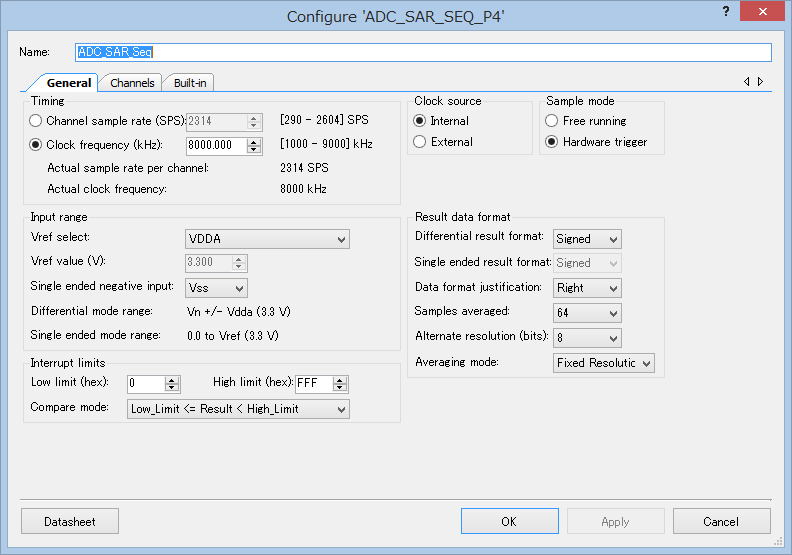 Configure 'ADC_SAR_SEQ_P4'
?
Name: ADC_SAR_Seq
General Channels Built-in
Timing
Channel sample rate (SPS): 2314 [290 - 2604] SPS
Clock frequency (kHz): 8000.000 [1000 - 9000] kHz
Actual sample rate per channel: 2314 SPS
Actual clock frequency: 8000 kHz
Clock source
Internal
External
Sample mode
Free running
Hardware trigger
Input range
Vref select: VDDA
Vref value (V): 3.300
Single ended negative input: Vss
Differential mode range: Vn +/- Vdda (3.3 V)
Single ended mode range: 0.0 to Vref (3.3 V)
Result data format
Differential result format: Signed
Single ended result format: Signed
Data format justification: Right
Samples averaged: 64
Alternate resolution (bits): 8
Averaging mode: Fixed Resolutic
Interrupt limits
Low limit (hex): 0 High limit (hex): FFF
Compare mode: Low_Limit <= Result < High_Limit
Datasheet OK Apply Cancel